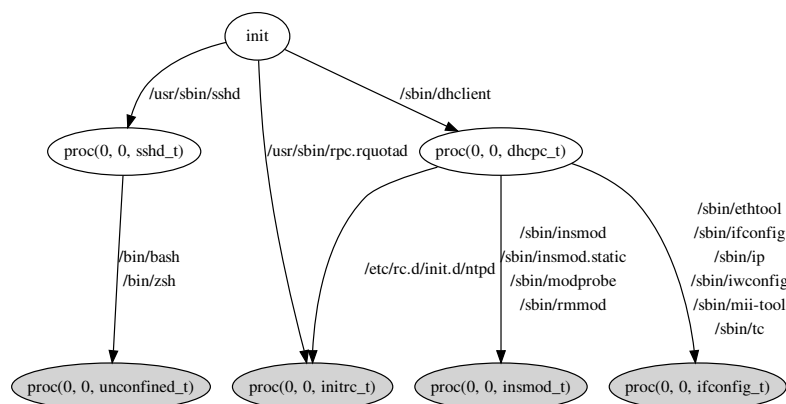 init
/usr/sbin/sshd
/sbin/dhclient
proc(0, 0, sshd_t)
/usr/sbin/rpc.rquotad
proc(0, 0, dhcpc_t)
/bin/bash
/bin/zsh
/etc/rc.d/init.d/ntpd
/sbin/insmod
/sbin/insmod.static
/sbin/modprobe
/sbin/rmmod
/sbin/ethtool
/sbin/ifconfig
/sbin/ip
/sbin/iwconfig
/sbin/mii-tool
/sbin/tc
proc(0, 0, unconfined_t)
proc(0, 0, initrc_t)
proc(0, 0, insmod_t)
proc(0, 0, ifconfig_t)